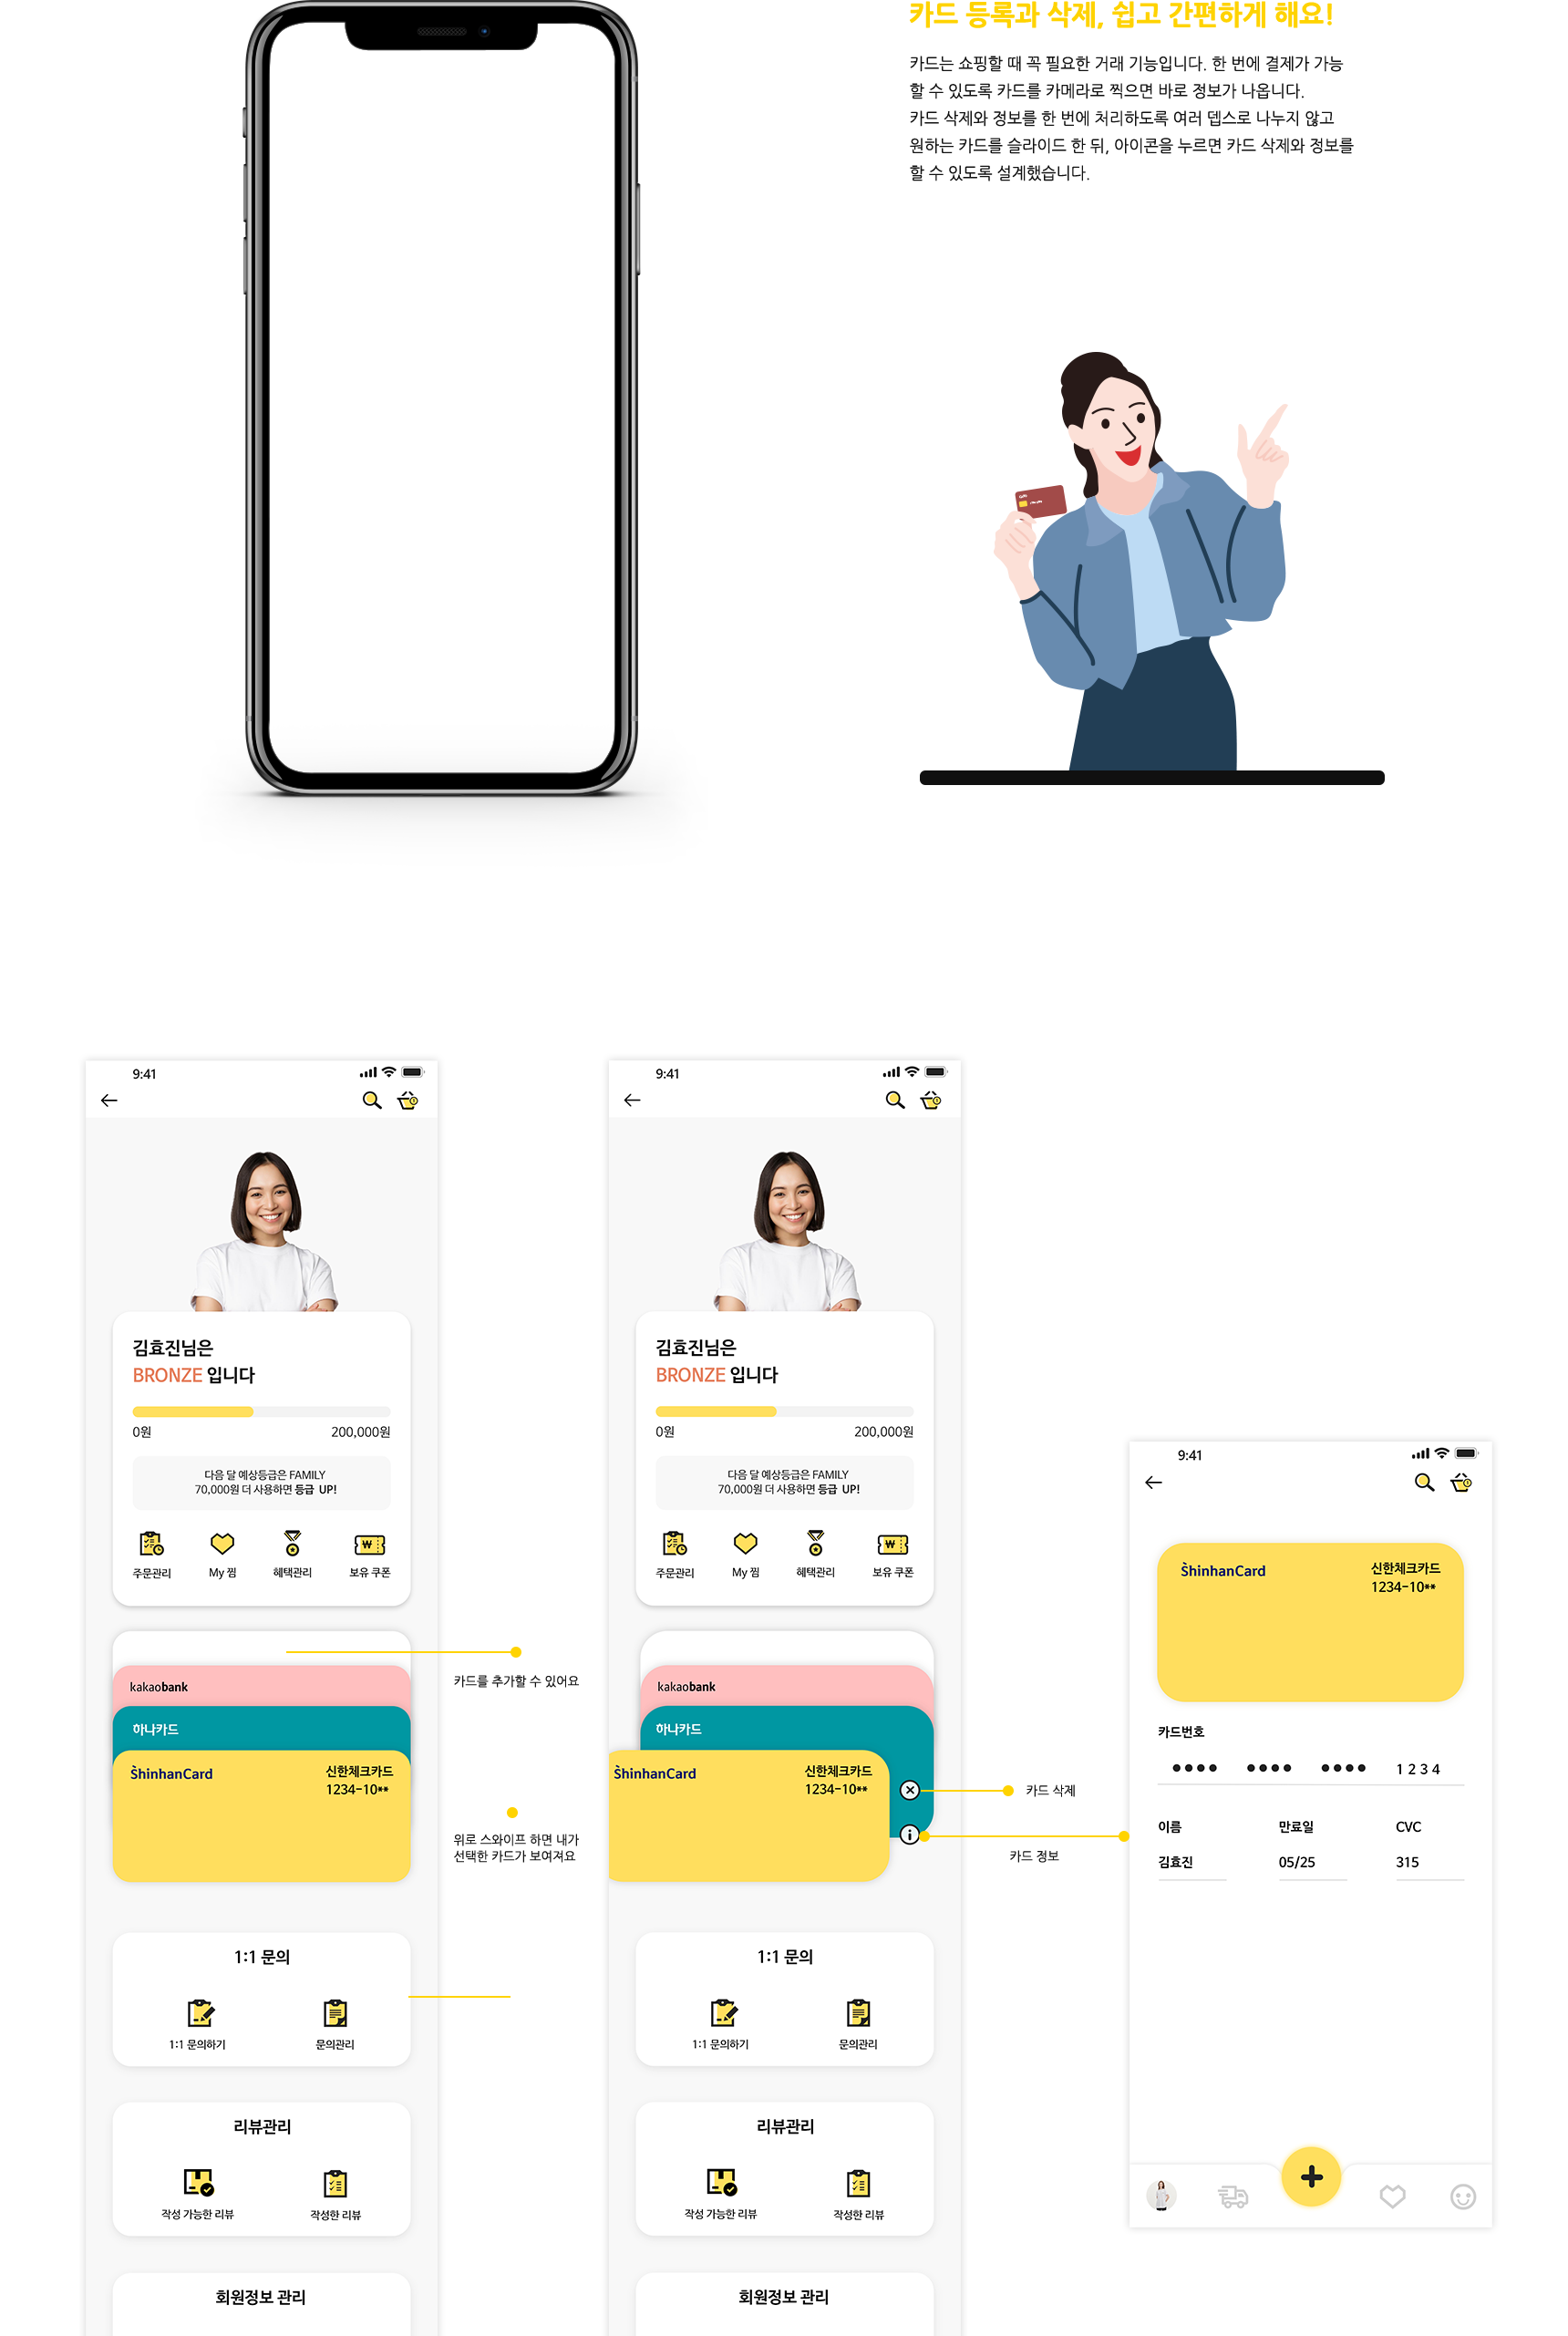 카드 등록과 삭제, 쉽고 간편하게 해요!
카드는 쇼핑할 때 꼭 필요한 거래 기능입니다. 한 번에 결제가 가능
할 수 있도록 카드를 카메라로 찍으면 바로 정보가 나옵니다.
카드 삭제와 정보를 한 번에 처리하도록 여러 뎁스로 나누지 않고
원하는 카드를 슬라이드 한 뒤, 아이콘을 누르면 카드 삭제와 정보를
할 수 있도록 설계했습니다.
9:41
김효진님은
BRONZE 입니다
0원 200,000원
다음 달 예상등급은 FAMILY
70,000원 더 사용하면 등급 UP!
주문관리 My 찜 혜택관리 보유 쿠폰
카드를 추가할 수 있어요
kakaobank
하나카드
ShinhanCard 신한체크카드
1234-10**
위로 스와이프 하면 내가
선택한 카드가 보여져요
1:1 문의
1:1 문의하기 문의관리
리뷰관리
작성 가능한 리뷰 작성한 리뷰
회원정보 관리
9:41
김효진님은
BRONZE 입니다
0원 200,000원
다음 달 예상등급은 FAMILY
70,000원 더 사용하면 등급 UP!
주문관리 My 찜 혜택관리 보유 쿠폰
kakaobank
하나카드
ShinhanCard 신한체크카드
1234-10**
카드 삭제
카드 정보
1:1 문의
1:1 문의하기 문의관리
리뷰관리
작성 가능한 리뷰 작성한 리뷰
회원정보 관리
9:41
ShinhanCard 신한체크카드
1234-10**
카드번호
•••• •••• •••• 1 2 3 4
이름 만료일 CVC
김효진 05/25 315